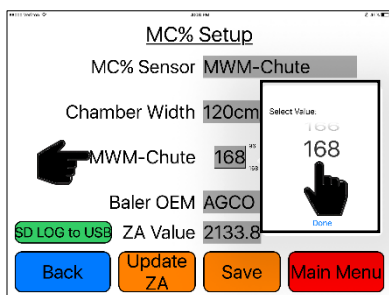 MC% Setup
MC% Sensor MWM-Chute
Chamber Width 120cm
Select Value.
168
MWM-Chute 168
168
Baler OEM AGCO
Done
SD LOG to USB ZA Value 2133.8
Back Update ZA Save Main Menu